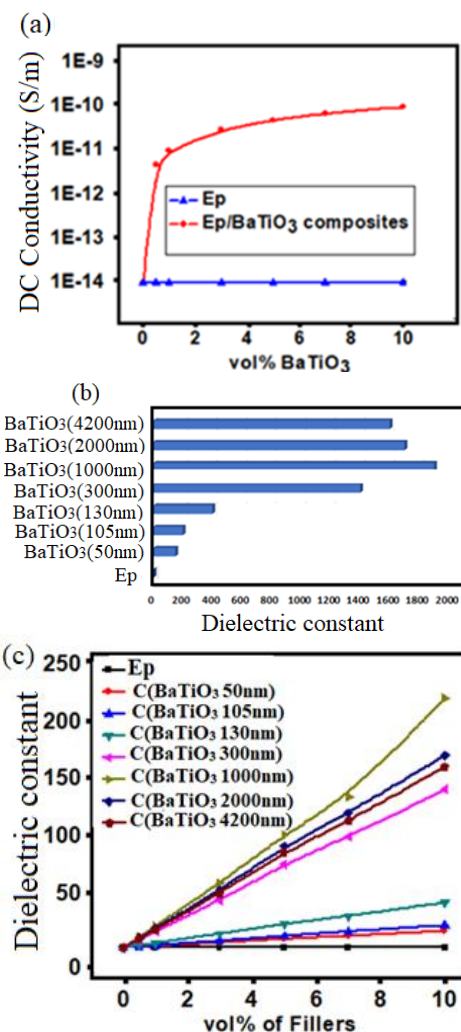 (a)
DC Conductivity (S/m)
1E-9
1E-10
1E-11
1E-12
1E-13
1E-14
Ep
Ep/BaTiO3 composites
0 2 4 6 8 10
vol% BaTiO3
(b)
BaTiO3(4200nm)
BaTiO3(2000nm)
BaTiO3(1000nm)
BaTiO3(300nm)
BaTiO3(130nm)
BaTiO3(105nm)
BaTiO3(50nm)
Ep
0 200 400 600 800 1000 1200 1400 1600 1800 2000
Dielectric constant
(c)
Dielectric constant
250
200
150
100
50
0
Ep
C(BaTiO3 50nm)
C(BaTiO3 105nm)
C(BaTiO3 130nm)
C(BaTiO3 300nm)
C(BaTiO3 1000nm)
C(BaTiO3 2000nm)
C(BaTiO3 4200nm)
0 2 4 6 8 10
vol% of Fillers